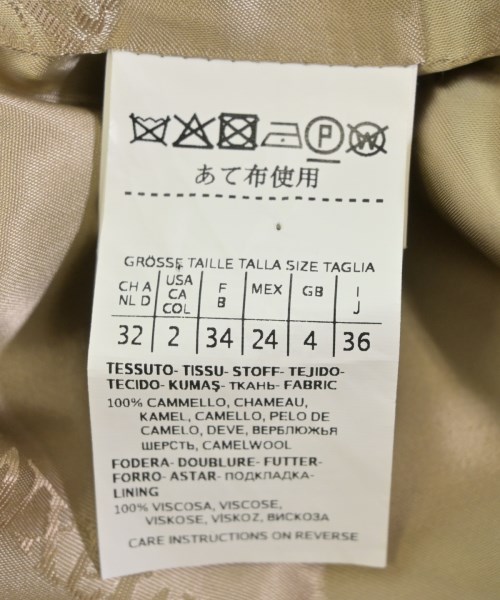 P W
あて布使用
GRÖSSE TAILLE TALLA SIZE TAGLIA
CH A NL D USA CA COL F B MEX GB I J
32 2 34 24 4 36
TESSUTO- TISSU- STOFF- TEJIDO-
TECIDO- KUMAŞ- ТКАНЬ- FABRIC
100% CAMMELLO, CHAMEAU,
KAMEL, CAMELLO, PELO DE
CAMELO, DEVE, ВЕРБЛЮЖЬЯ
ШЕРСТЬ, CAMELWOOL
FODERA- DOUBLURE- FUTTER-
FORRO- ASTAR- ПОДКЛАДКА-
LINING
100% VISCOSA, VISCOSE,
VISKOSE, VİSKOZ, ВИСКОЗА
CARE INSTRUCTIONS ON REVERSE